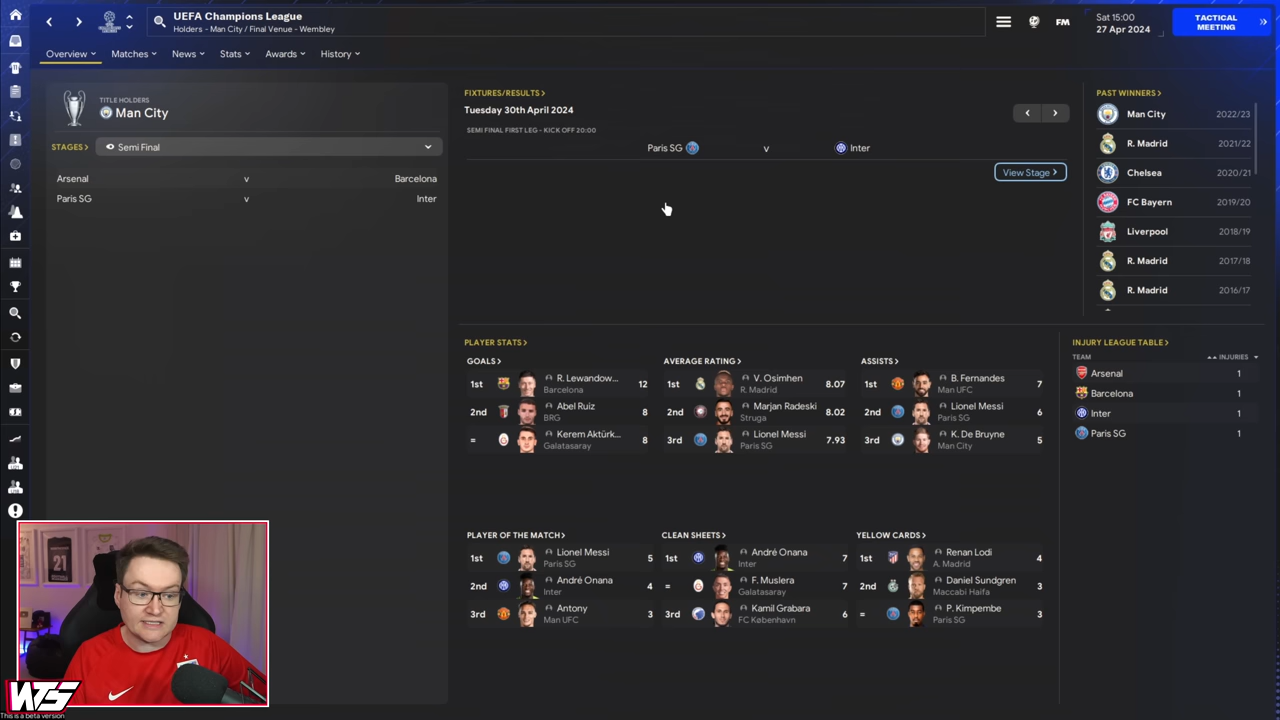 UEFA Champions League
Holders - Man City / Final Venue - Wembley
FM
Sat 15:00
27 Apr 2024
TACTICAL
MEETING
Overview
Matches
News
Stats
Awards
History
TITLE HOLDERS
Man City
STAGES
Semi Final
Arsenal v Barcelona
Paris SG v Inter
FIXTURES/RESULTS
Tuesday 30th April 2024
SEMI FINAL FIRST LEG - KICK OFF 20:00
Paris SG v Inter
View Stage
PAST WINNERS
Man City 2022/23
R. Madrid 2021/22
Chelsea 2020/21
FC Bayern 2019/20
Liverpool 2018/19
R. Madrid 2017/18
R. Madrid 2016/17
PLAYER STATS
GOALS
1st R. Lewandow... 12
Barcelona
2nd Abel Ruiz 8
BRG
= Kerem Aktürk... 8
Galatasaray
AVERAGE RATING
1st V. Osimhen 8.07
R. Madrid
2nd Marjan Radeski 8.02
Struga
3rd Lionel Messi 7.93
Paris SG
ASSISTS
1st B. Fernandes 7
Man UFC
2nd Lionel Messi 6
Paris SG
3rd K. De Bruyne 5
Man City
INJURY LEAGUE TABLE
TEAM INJURIES
Arsenal 1
Barcelona 1
Inter 1
Paris SG 1
PLAYER OF THE MATCH
1st Lionel Messi 5
Paris SG
2nd André Onana 4
Inter
3rd Antony 3
Man UFC
CLEAN SHEETS
1st André Onana 7
Inter
= F. Muslera 7
Galatasaray
3rd Kamil Grabara 6
FC København
YELLOW CARDS
1st Renan Lodi 4
A. Madrid
2nd Daniel Sundgren 3
Maccabi Haifa
= P. Kimpembe 3
Paris SG
21
WTS
This is a beta version